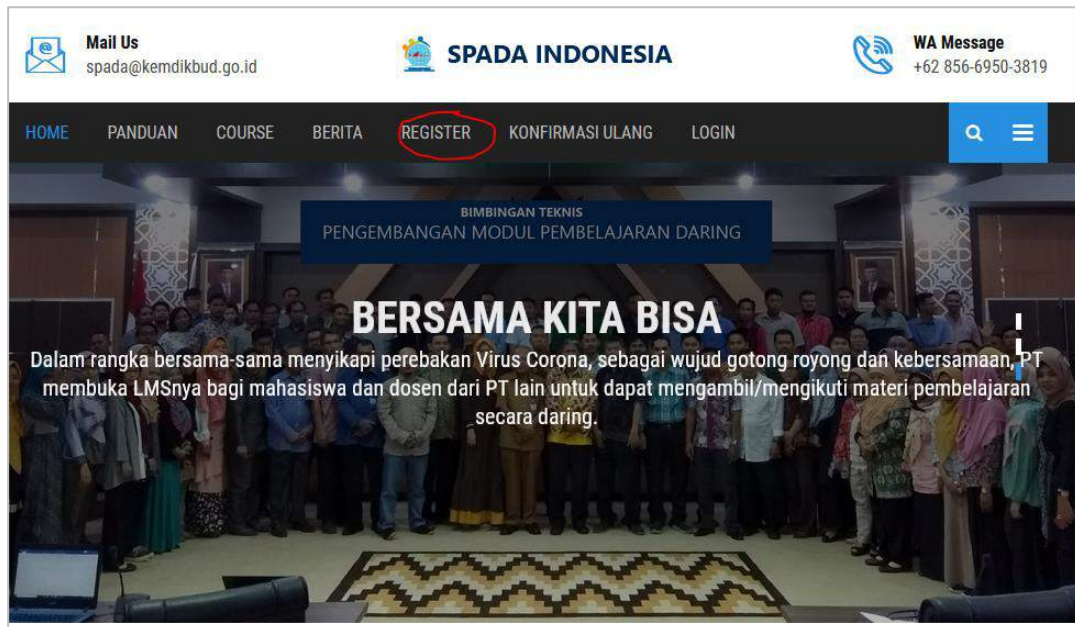 Mail Us
spada@kemdikbud.go.id
SPADA INDONESIA
WA Message
+62 856-6950-3819
HOME PANDUAN COURSE BERITA REGISTER KONFIRMASI ULANG LOGIN
BIMBINGAN TEKNIS
PENGEMBANGAN MODUL PEMBELAJARAN DARING
BERSAMA KITA BISA
Dalam rangka bersama-sama menyikapi perebakan Virus Corona, sebagai wujud gotong royong dan kebersamaan, PT
membuka LMSnya bagi mahasiswa dan dosen dari PT lain untuk dapat mengambil/mengikuti materi pembelajaran
secara daring.